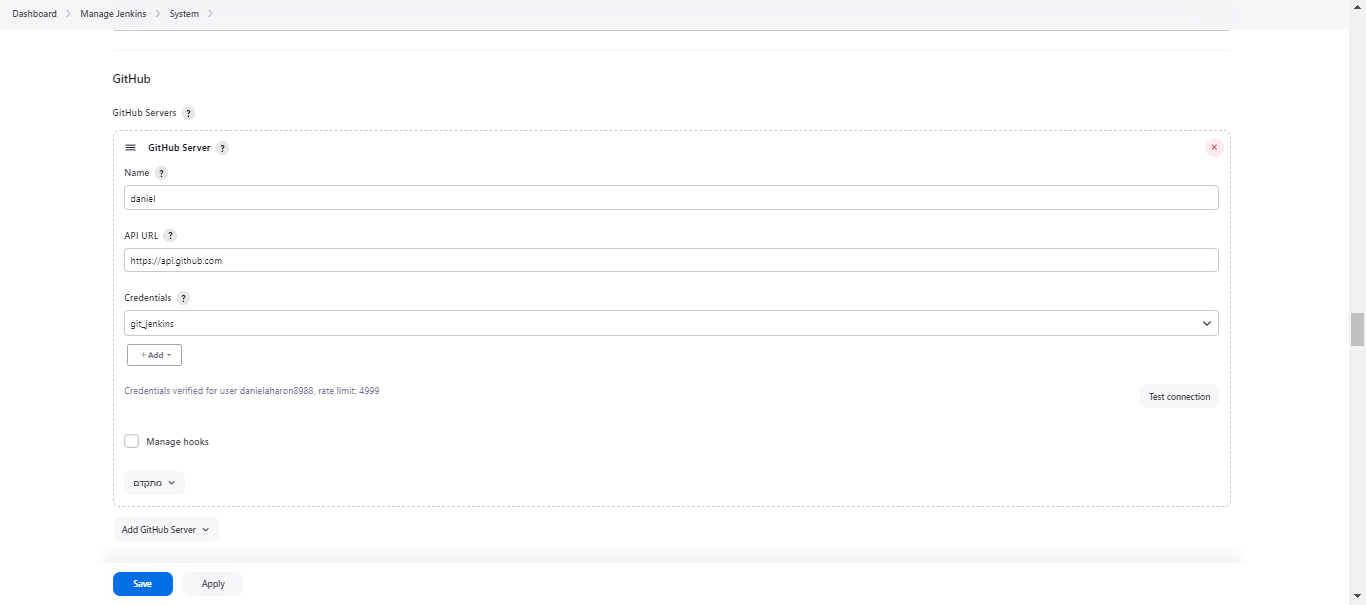 Dashboard > Manage Jenkins > System >
GitHub
GitHub Servers ?
GitHub Server ?
Name ?
daniel
API URL ?
https://api.github.com
Credentials ?
git_jenkins
+ Add
Credentials verified for user danielaharon8988, rate limit: 4999
Test connection
Manage hooks
מתקדם
Add GitHub Server
Save Apply